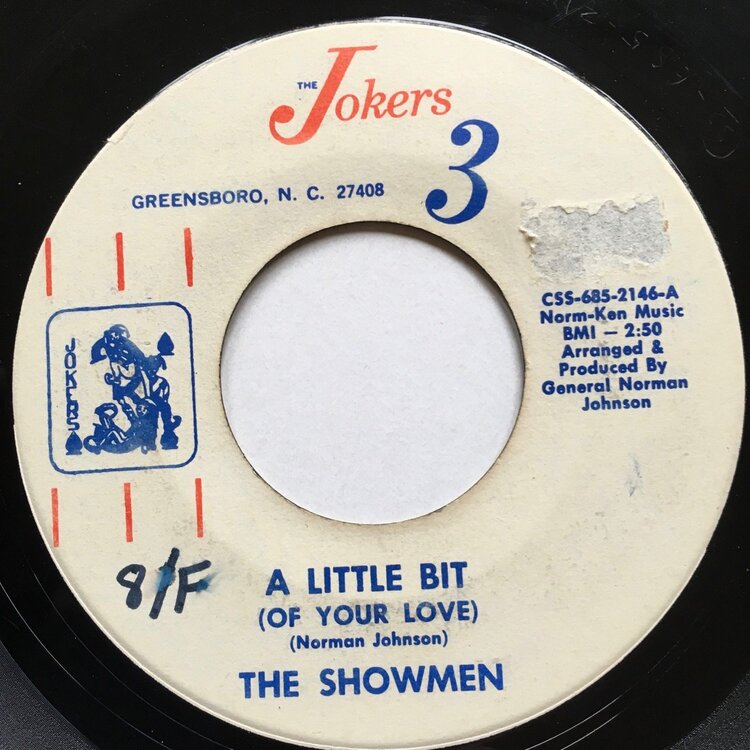 THE Jokers
3
GREENSBORO, N. C. 27408
CSS-685-2146-A
Norm-Ken Music
BMI — 2:50
Arranged &
Produced By
General Norman
Johnson
JOKERS
8/F
A LITTLE BIT
(OF YOUR LOVE)
(Norman Johnson)
THE SHOWMEN